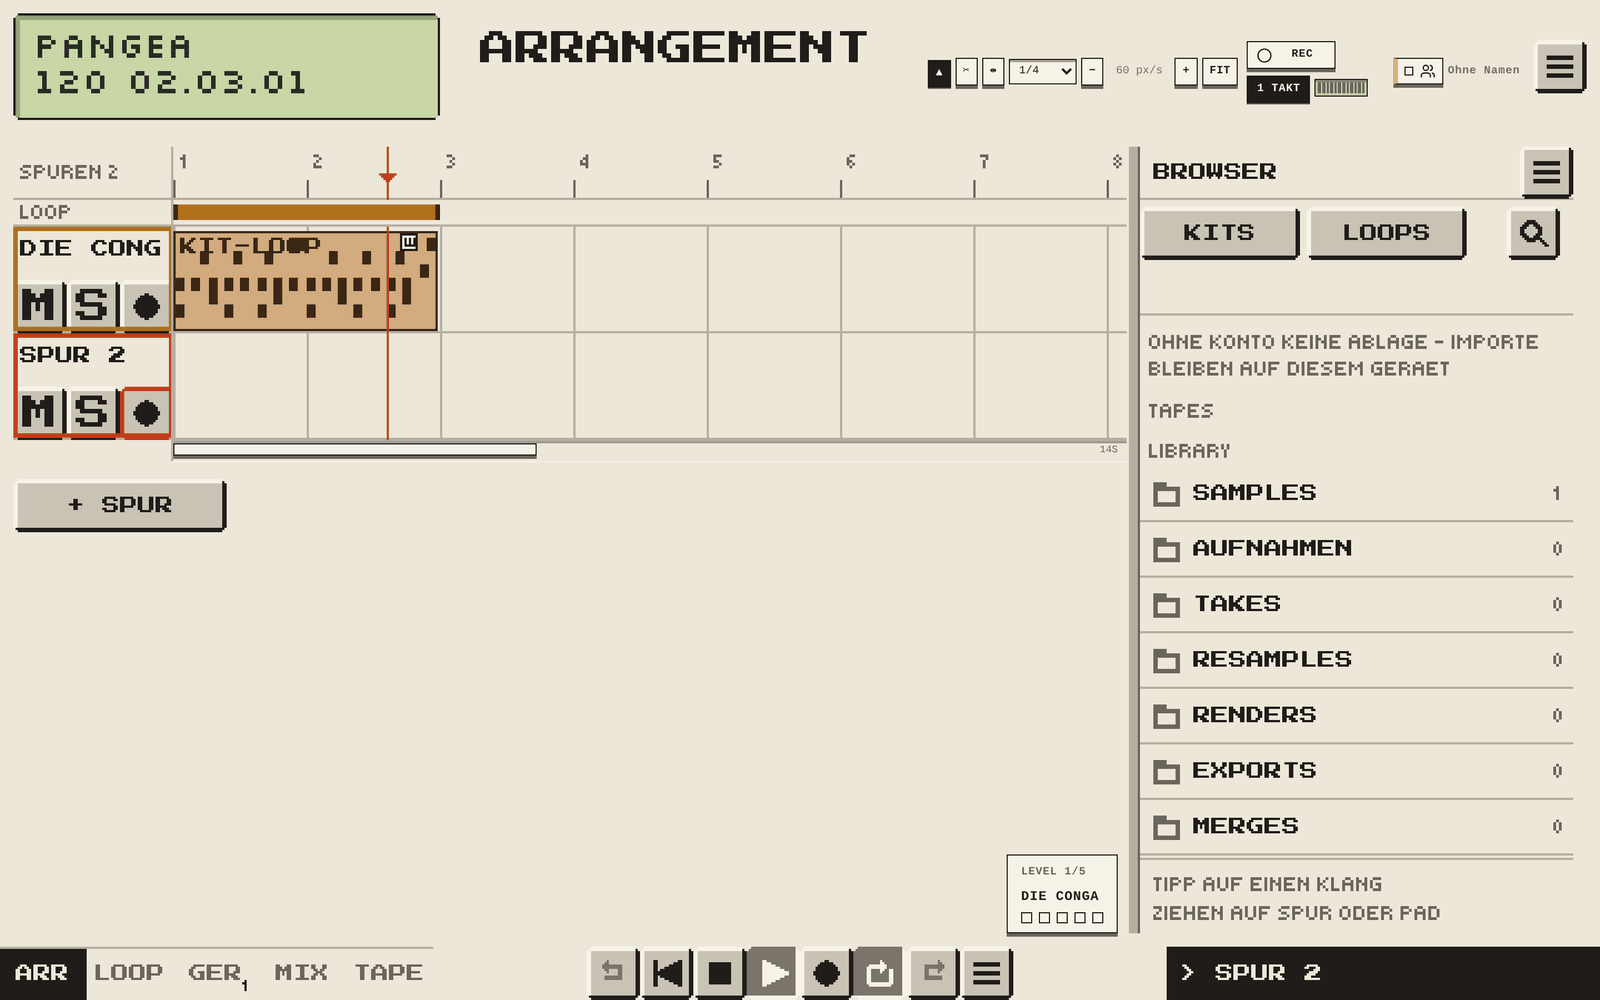 PANGEA
120 02.03.01
ARRANGEMENT
1/4
60 px/s
+
FIT
REC
1 TAKT
Ohne Namen
SPUREN 2
1 2 3 4 5 6 7 8
LOOP
DIE CONG
M S
KIT-LOOP
E
SPUR 2
M S
14S
+ SPUR
BROWSER
KITS
LOOPS
OHNE KONTO KEINE ABLAGE - IMPORTE
BLEIBEN AUF DIESEM GERAET
TAPES
LIBRARY
SAMPLES 1
AUFNAHMEN 0
TAKES 0
RESAMPLES 0
RENDERS 0
EXPORTS 0
MERGES 0
TIPP AUF EINEN KLANG
ZIEHEN AUF SPUR ODER PAD
LEVEL 1/5
DIE CONGA
ARR LOOP GER 1 MIX TAPE
> SPUR 2